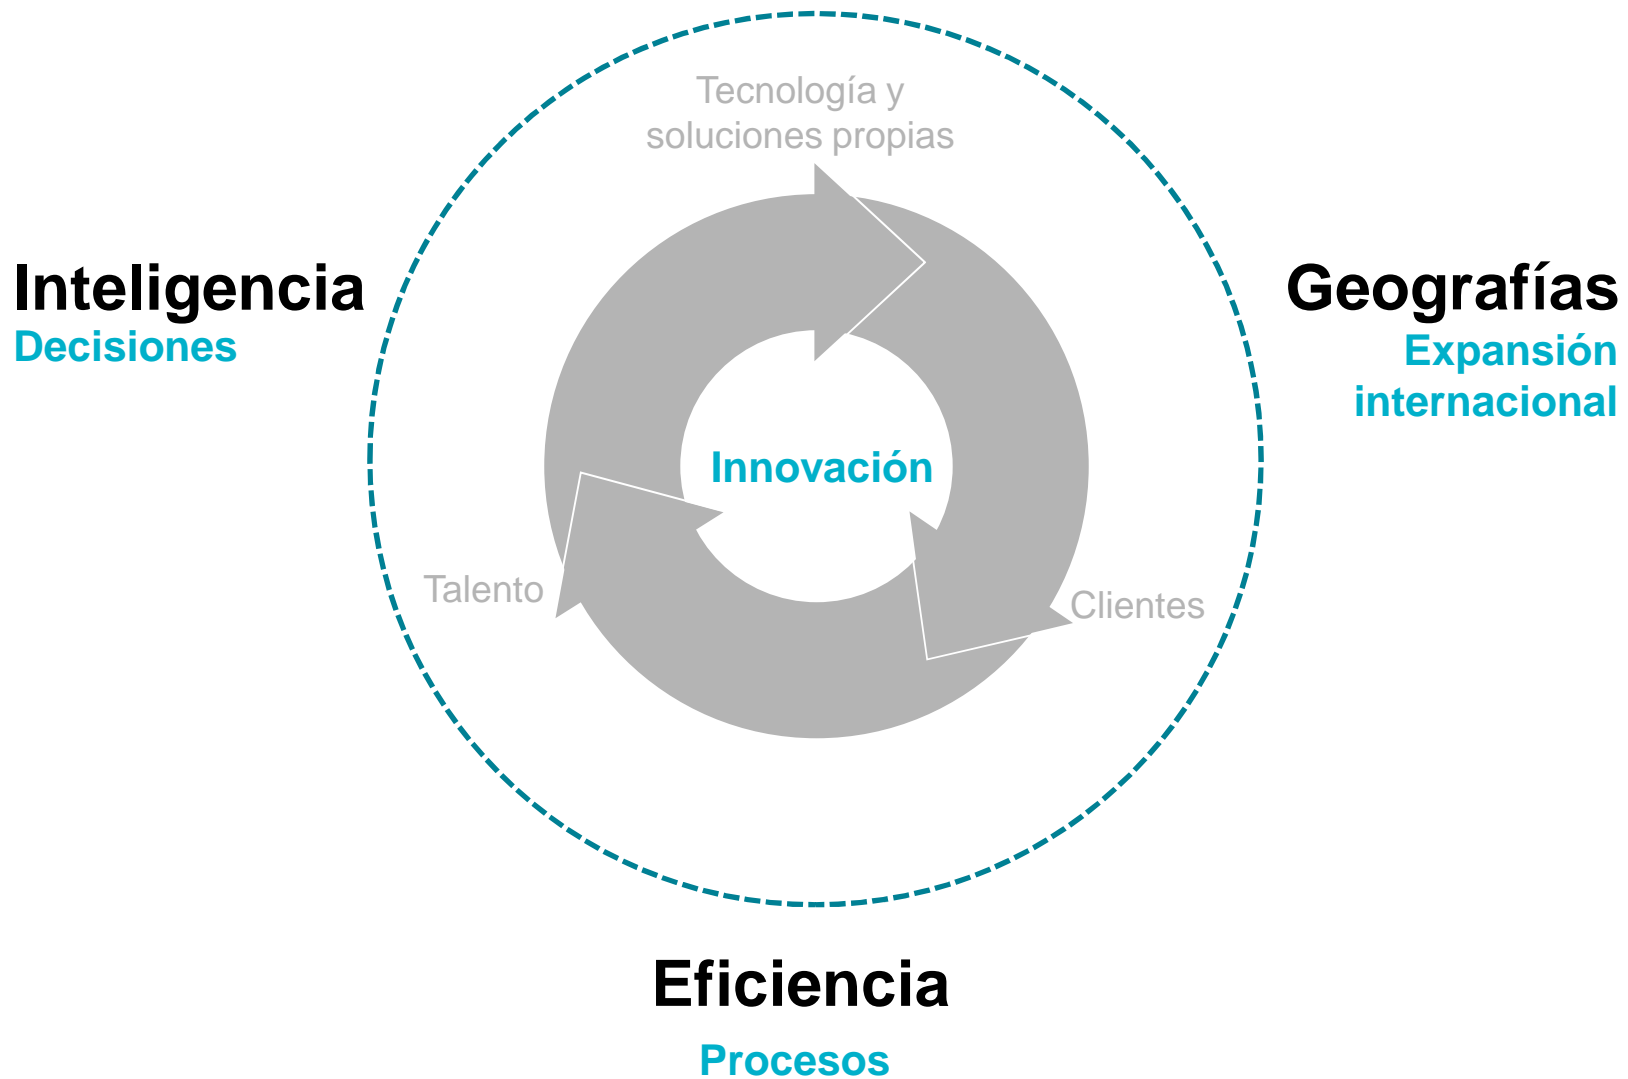 Tecnología y
soluciones propias
Inteligencia
Decisiones
Geografías
Expansión
internacional
Innovación
Talento
Clientes
Eficiencia
Procesos